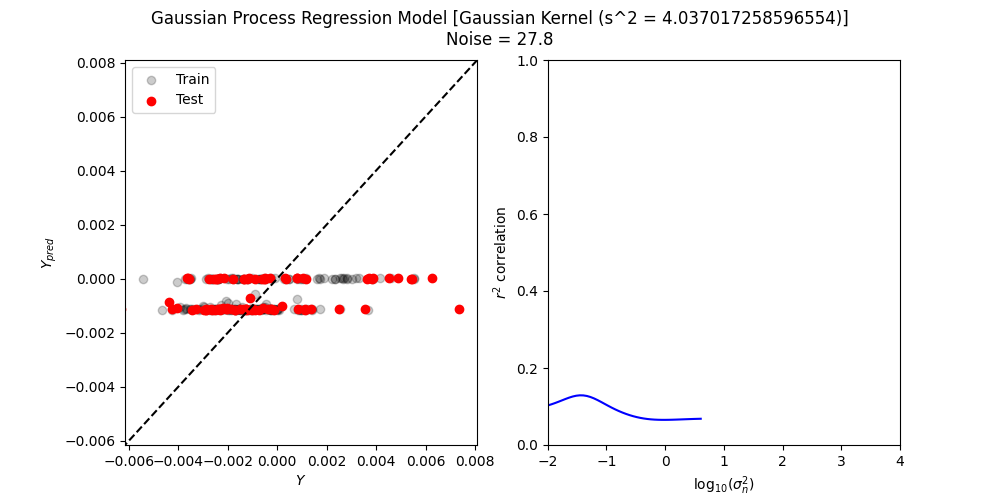 Gaussian Process Regression Model [Gaussian Kernel (s^2 = 4.037017258596554)]
Noise = 27.8
Train
Test
0.008
0.006
0.004
0.002
0.000
−0.002
−0.004
−0.006
Y_pred
−0.006 −0.004 −0.002 0.000 0.002 0.004 0.006 0.008
Y
1.0
0.8
0.6
0.4
0.2
0.0
r² correlation
−2 −1 0 1 2 3 4
log₁₀(σₙ²)